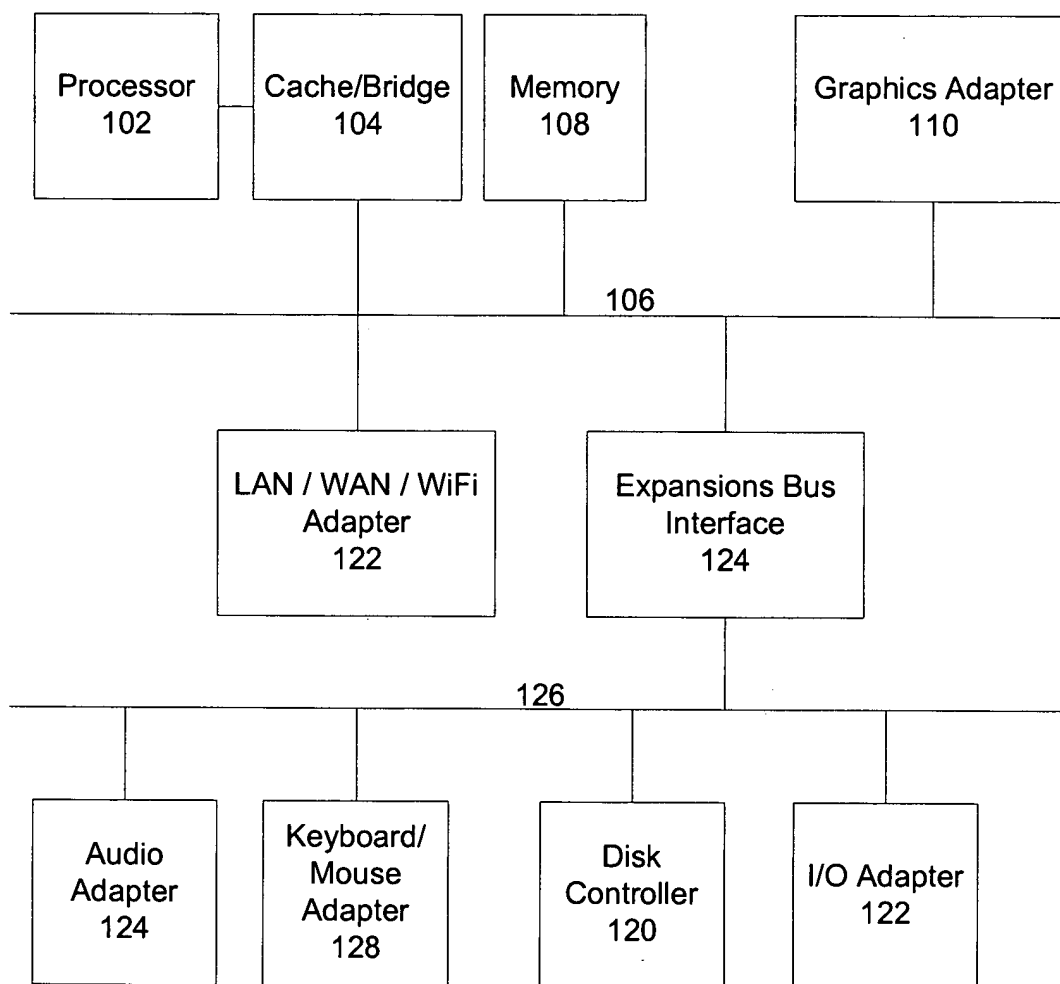 Processor
102
Cache/Bridge
104
Memory
108
Graphics Adapter
110
106
LAN / WAN / WiFi
Adapter
122
Expansions Bus
Interface
124
126
Audio
Adapter
124
Keyboard/
Mouse
Adapter
128
Disk
Controller
120
I/O Adapter
122